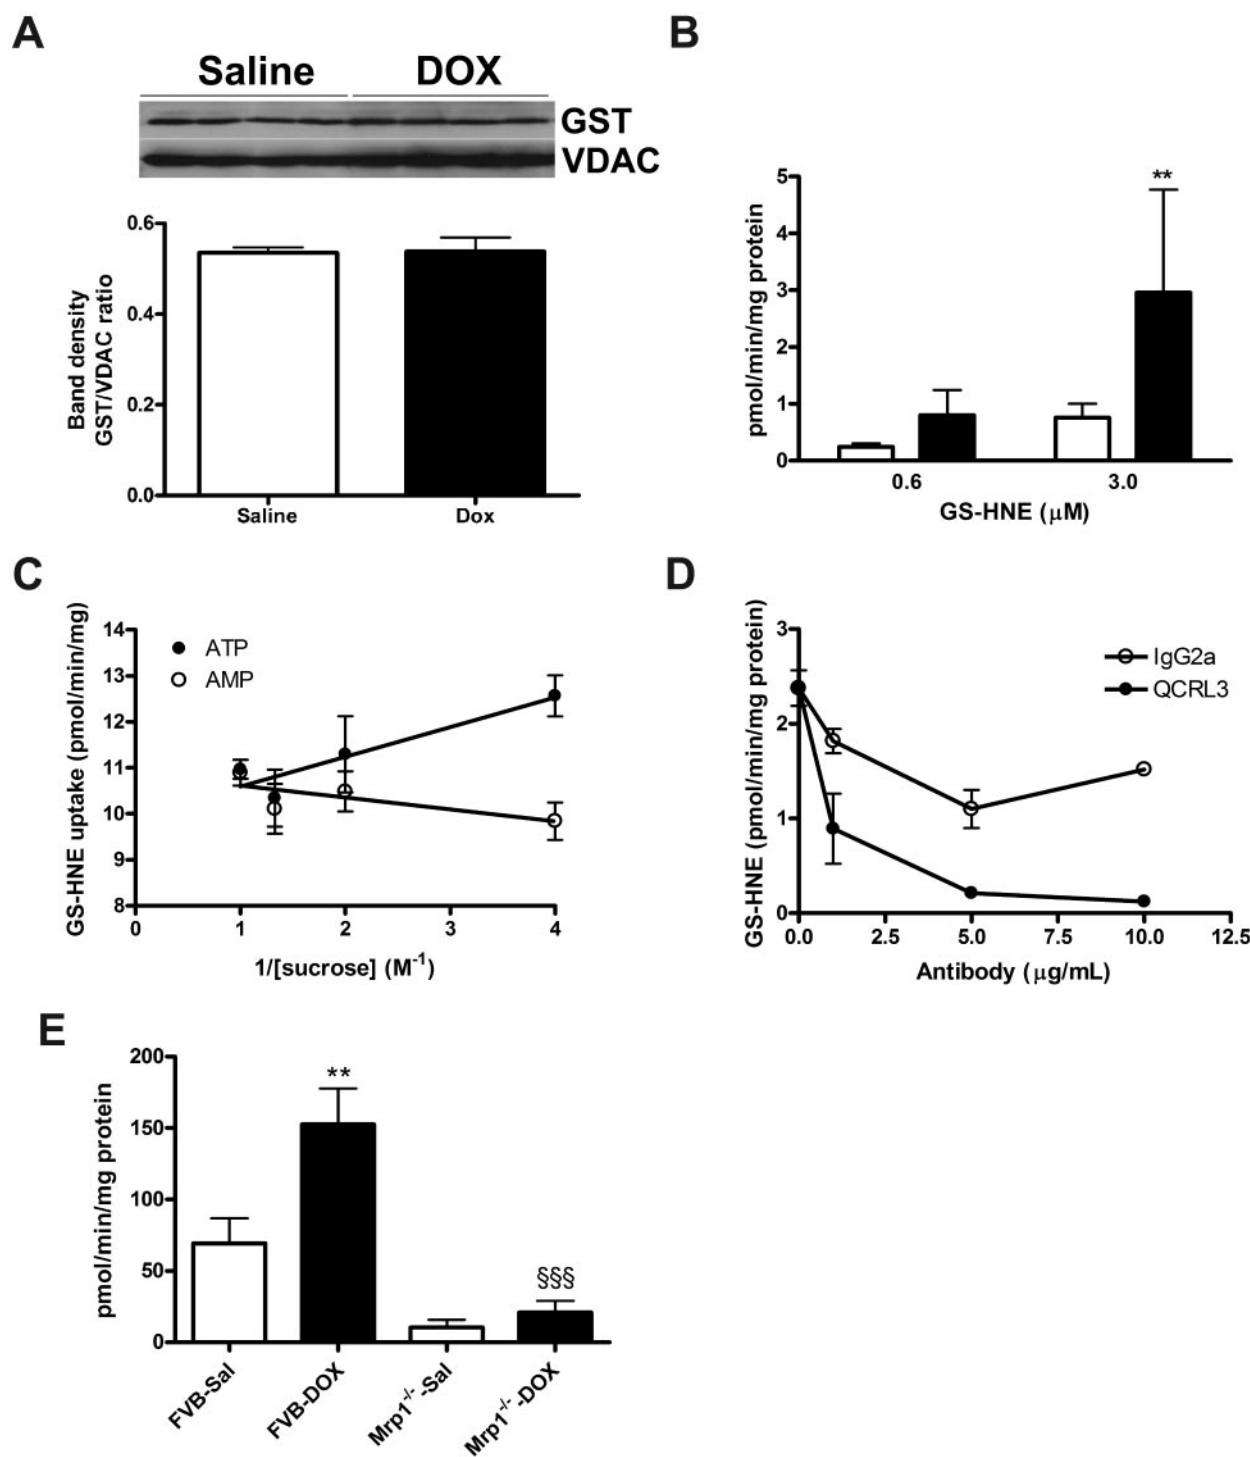 A
Saline DOX
GST
VDAC
Band density
GST/VDAC ratio
0.6
0.4
0.2
0.0
Saline Dox
B
pmol/min/mg protein
5
4
3
2
1
0
**
0.6 3.0
GS-HNE (μM)
C
GS-HNE uptake (pmol/min/mg)
14
13
12
11
10
9
8
ATP
AMP
0 1 2 3 4
1/[sucrose] (M⁻¹)
D
GS-HNE (pmol/min/mg protein)
3
2
1
0
IgG2a
QCRL3
0.0 2.5 5.0 7.5 10.0 12.5
Antibody (μg/mL)
E
pmol/min/mg protein
200
150
100
50
0
**
§§§
FVB-Sal
FVB-DOX
Mrp1⁻/⁻-Sal
Mrp1⁻/⁻-DOX